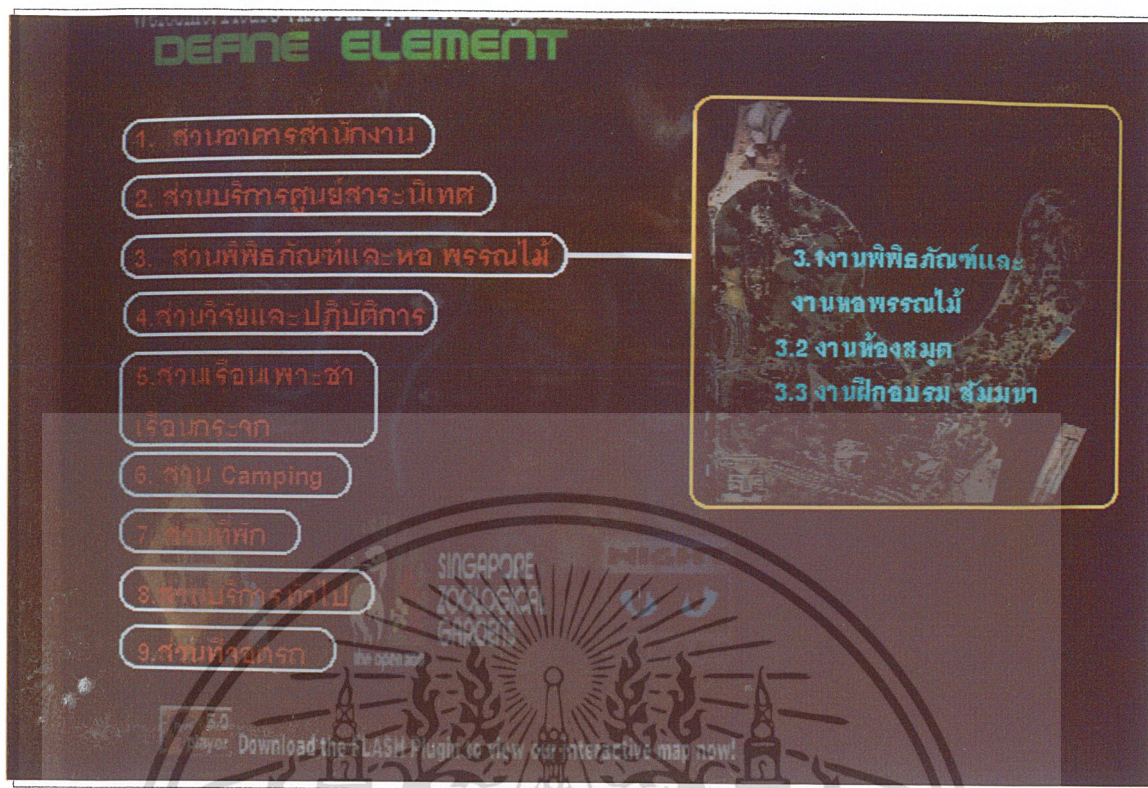 DEFINE ELEMENT
1. ส่วนอาคารสำนักงาน
2. ส่วนบริการศูนย์สาระนิเทศ
3. ส่วนพิพิธภัณฑ์และหอ พรรณไม้
4.ส่วนวิจัยและปฏิบัติการ
5.ส่วนเรือนเพาะชำ
เรือนกระจก
6. ส่วน Camping
7. ส่วนที่พัก
8.ส่วนบริการทั่วไป
9.ส่วนที่จอดรถ
3.1งานพิพิธภัณฑ์และ
งานหอพรรณไม้
3.2 งานห้องสมุด
3.3 งานฝึกอบรม สัมมนา
SINGAPORE
ZOOLOGICAL
GARDENS
the open zoo
NIGHT
3.0
player
Download the FLASH Plugin to view our interactive map now!